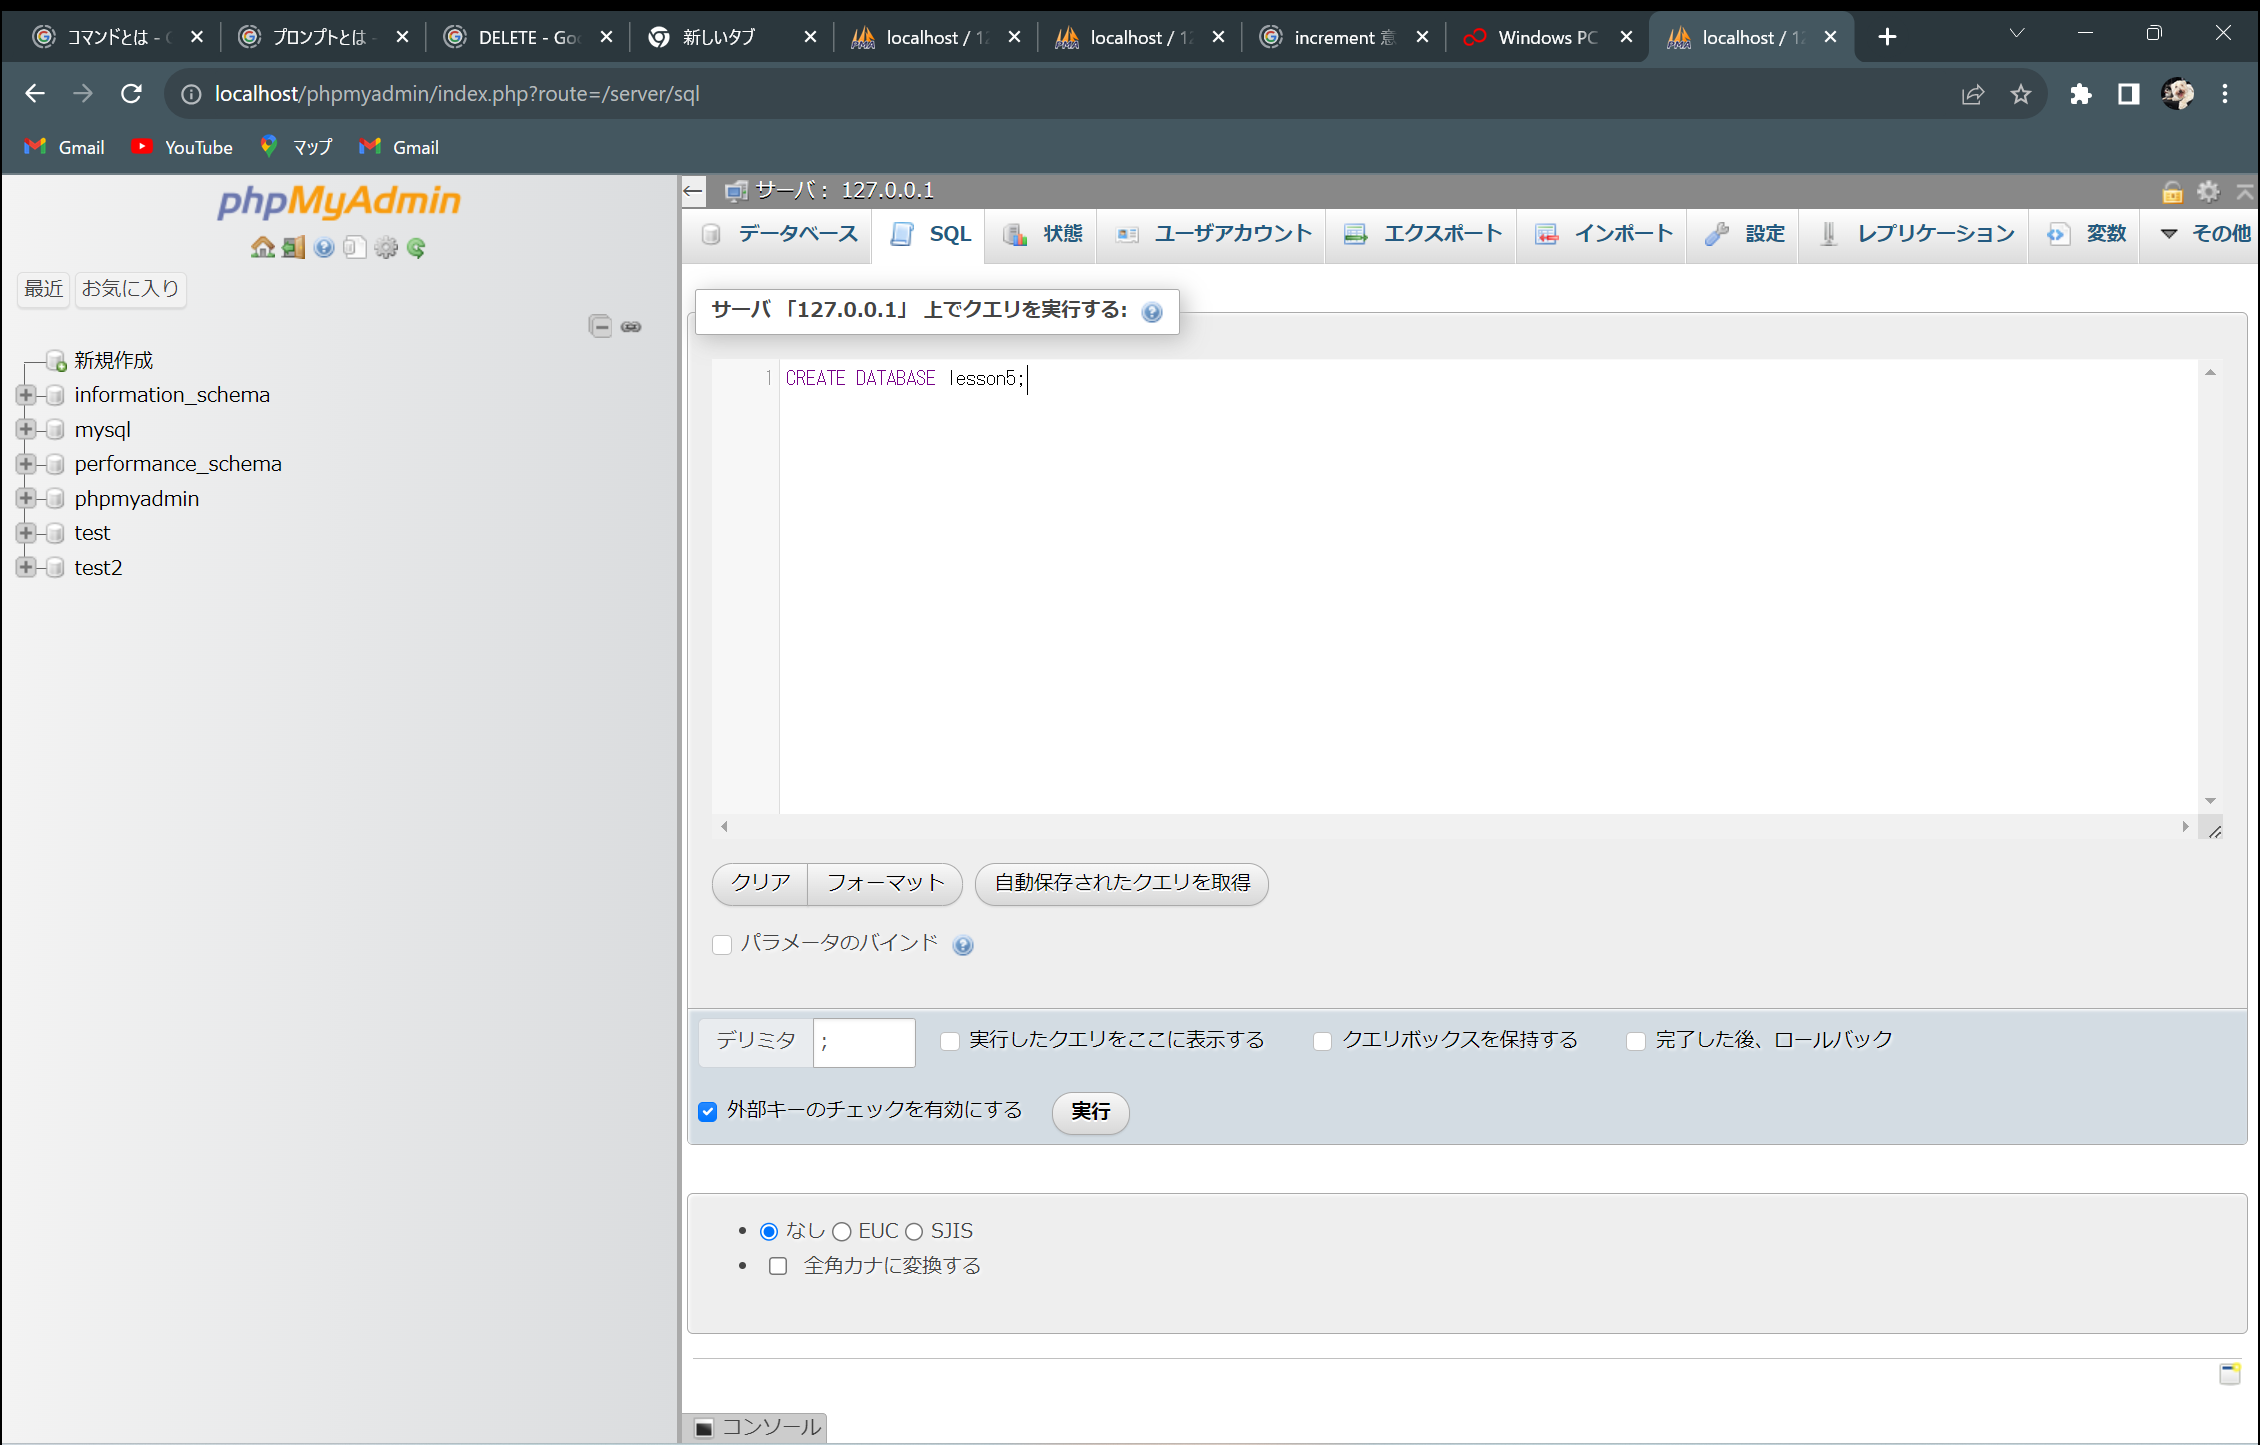 コマンドとは -
プロンプトとは -
DELETE - Goo
新しいタブ
localhost / 12
localhost / 12
increment 意
Windows PC
localhost / 12
localhost/phpmyadmin/index.php?route=/server/sql
Gmail
YouTube
マップ
Gmail
phpMyAdmin
最近
お気に入り
新規作成
information_schema
mysql
performance_schema
phpmyadmin
test
test2
サーバ: 127.0.0.1
データベース
SQL
状態
ユーザアカウント
エクスポート
インポート
設定
レプリケーション
変数
その他
サーバ 「127.0.0.1」 上でクエリを実行する:
1 CREATE DATABASE lesson5;
クリア
フォーマット
自動保存されたクエリを取得
パラメータのバインド
デリミタ ;
実行したクエリをここに表示する
クエリボックスを保持する
完了した後、ロールバック
外部キーのチェックを有効にする
実行
なし EUC SJIS
全角カナに変換する
コンソール